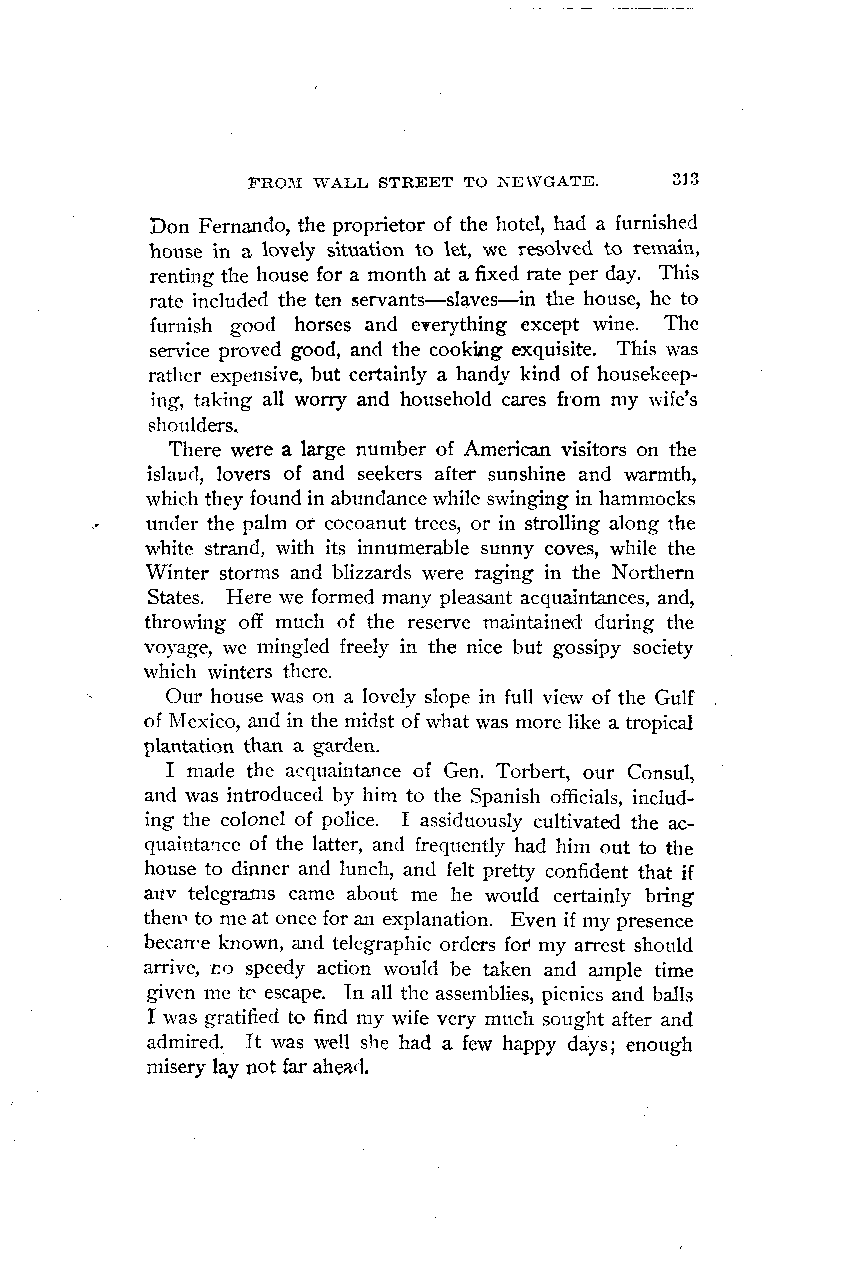 FROM WALL STREET TO NEWGATE. 313
Don Fernando, the proprietor of the hotel, had a furnished
house in a lovely situation to let, we resolved to remain,
renting the house for a month at a fixed rate per day. This
rate included the ten servants—slaves—in the house, he to
furnish good horses and everything except wine. The
service proved good, and the cooking exquisite. This was
rather expensive, but certainly a handy kind of housekeep-
ing, taking all worry and household cares from my wife's
shoulders.
There were a large number of American visitors on the
island, lovers of and seekers after sunshine and warmth,
which they found in abundance while swinging in hammocks
under the palm or cocoanut trees, or in strolling along the
white strand, with its innumerable sunny coves, while the
Winter storms and blizzards were raging in the Northern
States. Here we formed many pleasant acquaintances, and,
throwing off much of the reserve maintained during the
voyage, we mingled freely in the nice but gossipy society
which winters there.
Our house was on a lovely slope in full view of the Gulf
of Mexico, and in the midst of what was more like a tropical
plantation than a garden.
I made the acquaintance of Gen. Torbert, our Consul,
and was introduced by him to the Spanish officials, includ-
ing the colonel of police. I assiduously cultivated the ac-
quaintance of the latter, and frequently had him out to the
house to dinner and lunch, and felt pretty confident that if
any telegrams came about me he would certainly bring
them to me at once for an explanation. Even if my presence
became known, and telegraphic orders for my arrest should
arrive, no speedy action would be taken and ample time
given me to escape. In all the assemblies, picnics and balls
I was gratified to find my wife very much sought after and
admired. It was well she had a few happy days; enough
misery lay not far ahead.